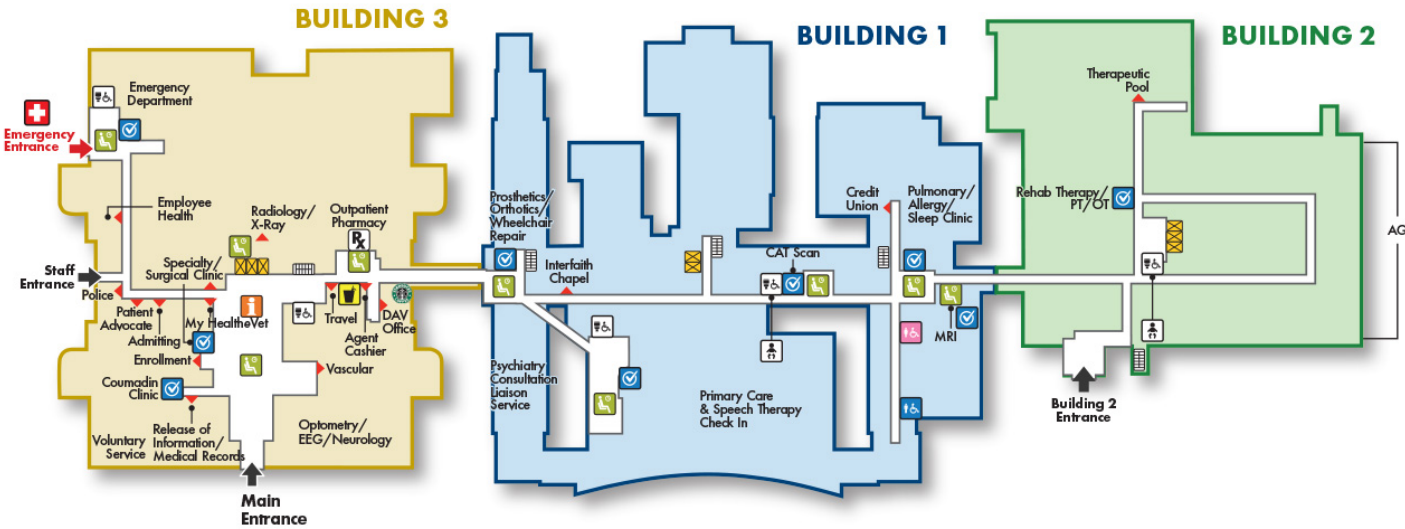 BUILDING 3
BUILDING 1
BUILDING 2
Emergency
Department
Emergency
Entrance
Employee
Health
Radiology/
X-Ray
Outpatient
Pharmacy
Rx
Specialty/
Surgical Clinic
Staff
Entrance
Police
Patient
Advocate
My HealtheVet
Admitting
Enrollment
Coumadin
Clinic
i
Travel
Agent
Cashier
DAV
Office
Vascular
Release of
Information/
Medical Records
Voluntary
Service
Optometry/
EEG/Neurology
Main
Entrance
Prosthetics/
Orthotics/
Wheelchair
Repair
Interfaith
Chapel
CAT Scan
Credit
Union
Pulmonary/
Allergy/
Sleep Clinic
MRI
Psychiatry
Consultation
Liaison
Service
Primary Care
& Speech Therapy
Check In
Therapeutic
Pool
Rehab Therapy/
PT/OT
Building 2
Entrance
AG